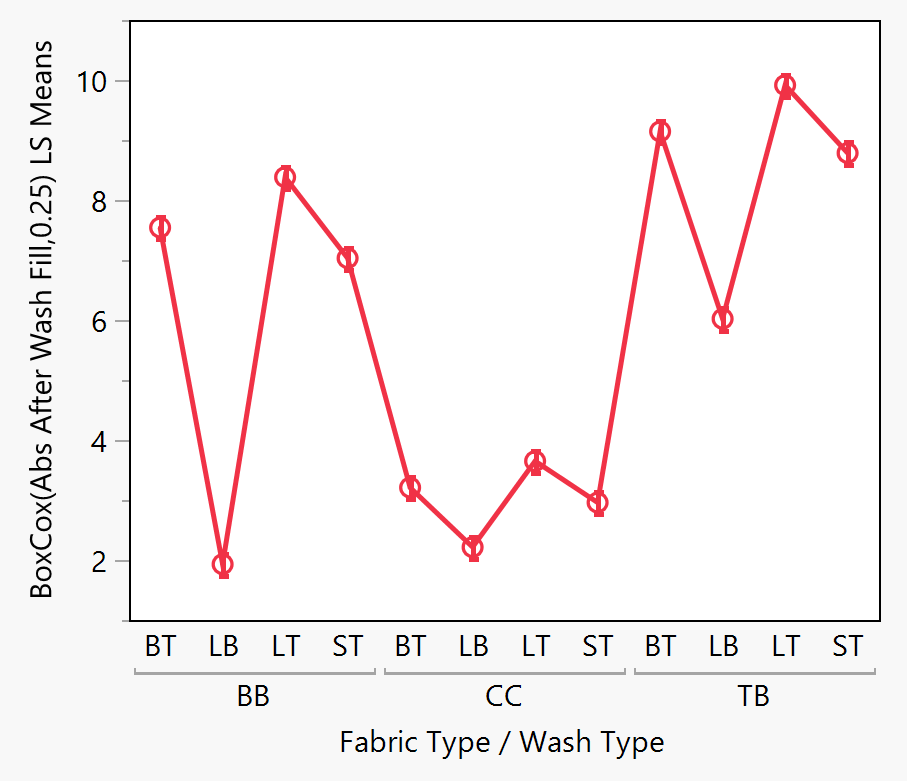 BoxCox(Abs After Wash Fill,0.25) LS Means
10
8
6
4
2
BT LB LT ST BT LB LT ST BT LB LT ST
BB CC TB
Fabric Type / Wash Type